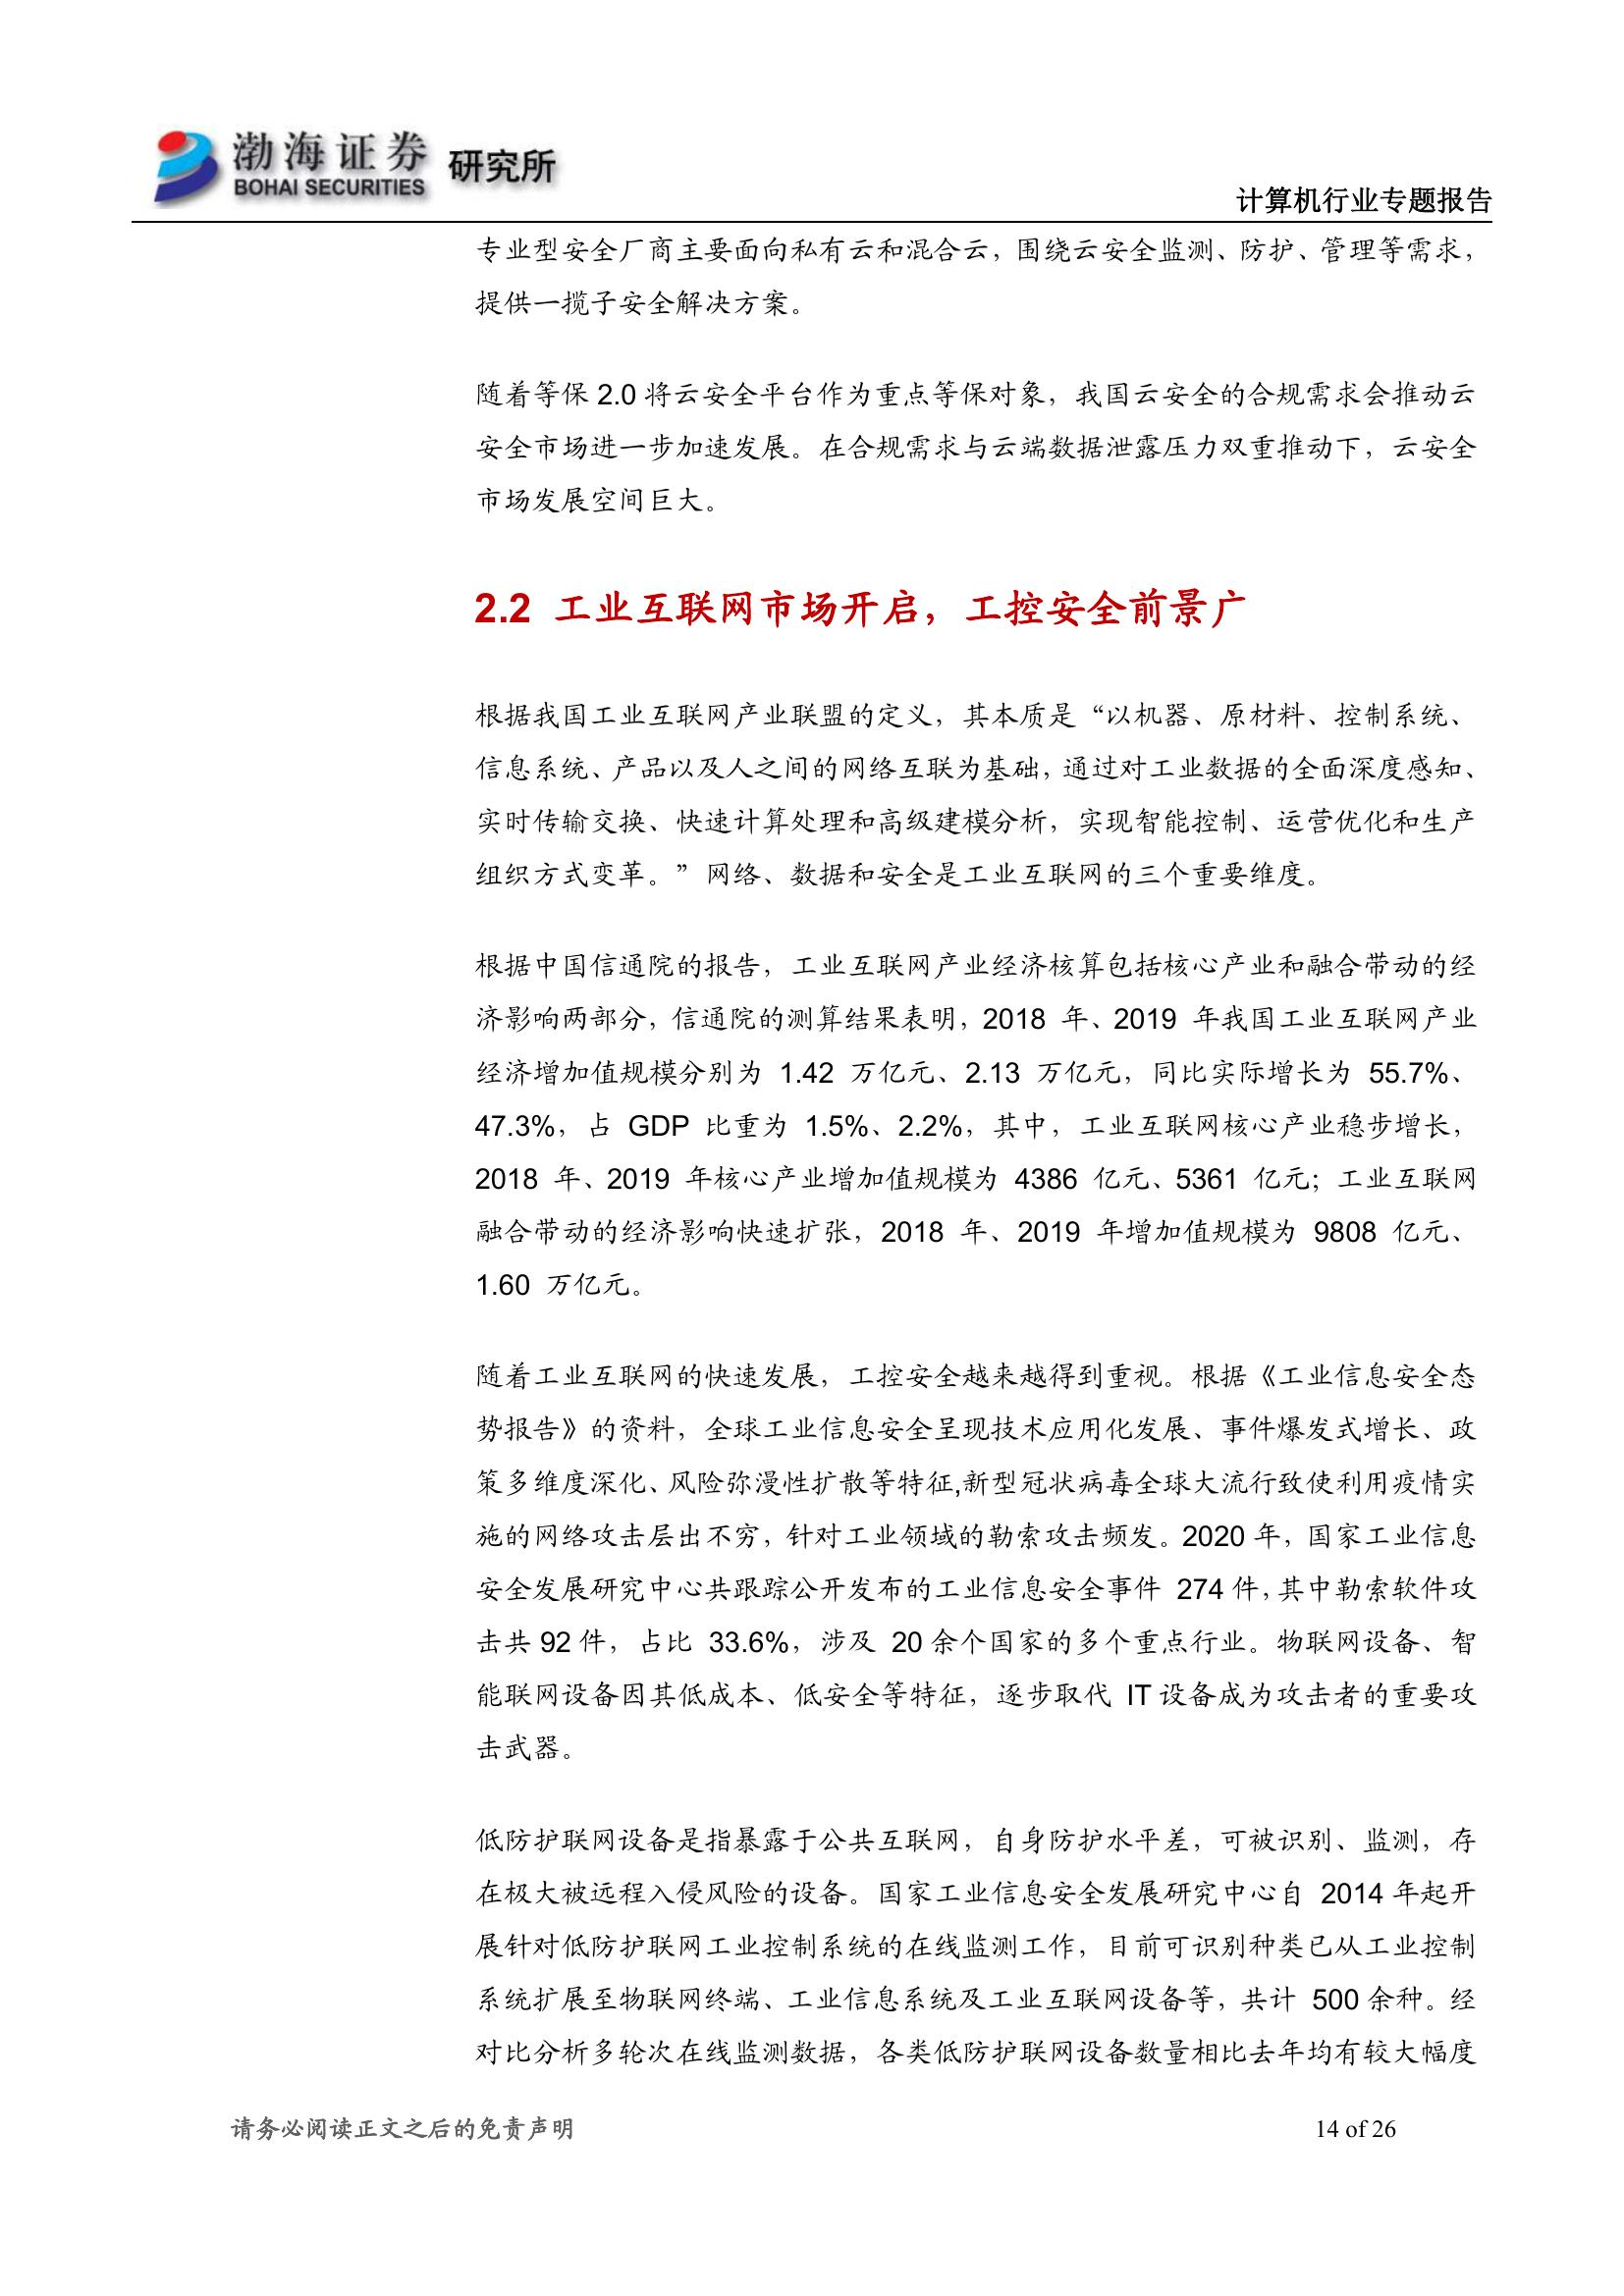 渤海证券
BOHAI SECURITIES
研究所
计算机行业专题报告
专业型安全厂商主要面向私有云和混合云，围绕云安全监测、防护、管理等需求，
提供一揽子安全解决方案。
随着等保 2.0 将云安全平台作为重点等保对象，我国云安全的合规需求会推动云
安全市场进一步加速发展。在合规需求与云端数据泄露压力双重推动下，云安全
市场发展空间巨大。
2.2 工业互联网市场开启，工控安全前景广
根据我国工业互联网产业联盟的定义，其本质是“以机器、原材料、控制系统、
信息系统、产品以及人之间的网络互联为基础，通过对工业数据的全面深度感知、
实时传输交换、快速计算处理和高级建模分析，实现智能控制、运营优化和生产
组织方式变革。”网络、数据和安全是工业互联网的三个重要维度。
根据中国信通院的报告，工业互联网产业经济核算包括核心产业和融合带动的经
济影响两部分，信通院的测算结果表明，2018 年、2019 年我国工业互联网产业
经济增加值规模分别为 1.42 万亿元、2.13 万亿元，同比实际增长为 55.7%、
47.3%，占 GDP 比重为 1.5%、2.2%，其中，工业互联网核心产业稳步增长，
2018 年、2019 年核心产业增加值规模为 4386 亿元、5361 亿元；工业互联网
融合带动的经济影响快速扩张，2018 年、2019 年增加值规模为 9808 亿元、
1.60 万亿元。
随着工业互联网的快速发展，工控安全越来越得到重视。根据《工业信息安全态
势报告》的资料，全球工业信息安全呈现技术应用化发展、事件爆发式增长、政
策多维度深化、风险弥漫性扩散等特征,新型冠状病毒全球大流行致使利用疫情实
施的网络攻击层出不穷，针对工业领域的勒索攻击频发。2020 年，国家工业信息
安全发展研究中心共跟踪公开发布的工业信息安全事件 274 件，其中勒索软件攻
击共 92 件，占比 33.6%，涉及 20 余个国家的多个重点行业。物联网设备、智
能联网设备因其低成本、低安全等特征，逐步取代 IT 设备成为攻击者的重要攻
击武器。
低防护联网设备是指暴露于公共互联网，自身防护水平差，可被识别、监测，存
在极大被远程入侵风险的设备。国家工业信息安全发展研究中心自 2014 年起开
展针对低防护联网工业控制系统的在线监测工作，目前可识别种类已从工业控制
系统扩展至物联网终端、工业信息系统及工业互联网设备等，共计 500 余种。经
对比分析多轮次在线监测数据，各类低防护联网设备数量相比去年均有较大幅度
请务必阅读正文之后的免责声明
14 of 26